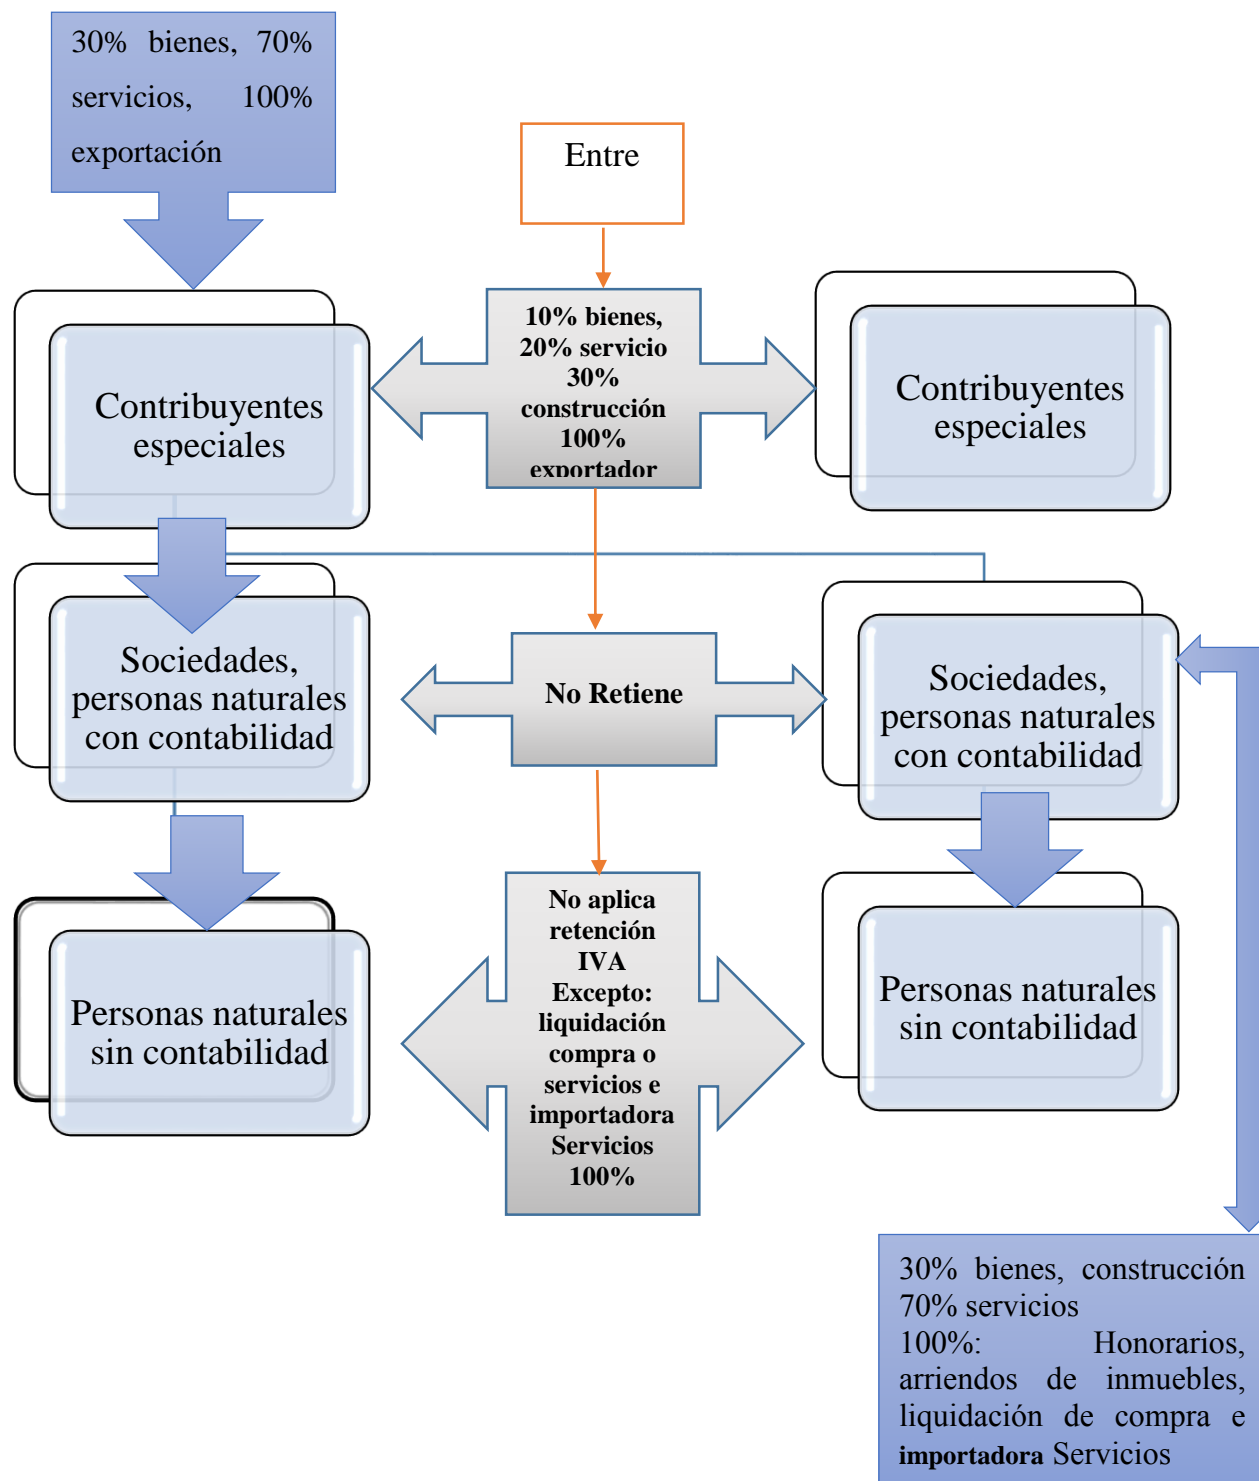 30% bienes, 70%
servicios, 100%
exportación
Entre
10% bienes,
20% servicio
30%
construcción
100%
exportador
Contribuyentes
especiales
Contribuyentes
especiales
Sociedades,
personas naturales
con contabilidad
No Retiene
Sociedades,
personas naturales
con contabilidad
Personas naturales
sin contabilidad
No aplica
retención
IVA
Excepto:
liquidación
compra o
servicios e
importadora
Servicios
100%
Personas naturales
sin contabilidad
30% bienes, construcción
70% servicios
100%: Honorarios,
arriendos de inmuebles,
liquidación de compra e
importadora Servicios